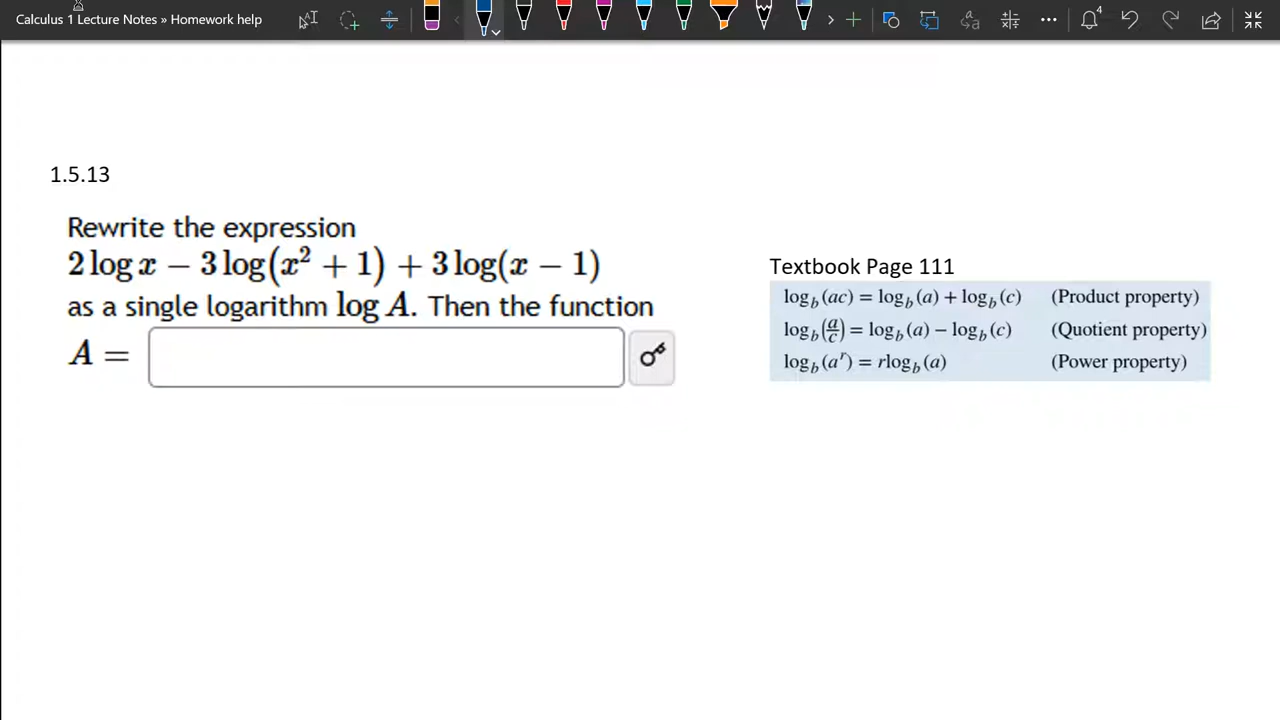 Calculus 1 Lecture Notes » Homework help
4
1.5.13
Rewrite the expression
2 log x − 3 log(x² + 1) + 3 log(x − 1)
as a single logarithm log A. Then the function
A =
Textbook Page 111
log_b(ac) = log_b(a) + log_b(c) (Product property)
log_b(a/c) = log_b(a) − log_b(c) (Quotient property)
log_b(a^r) = rlog_b(a) (Power property)